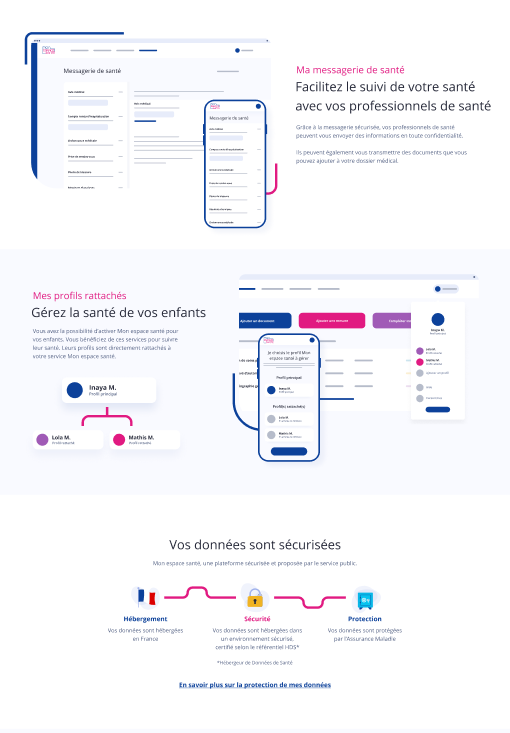 Ma messagerie de santé
Facilitez le suivi de votre santé
avec vos professionnels de santé
Grâce à la messagerie sécurisée, vos professionnels de santé
peuvent vous envoyer des informations en toute confidentialité.
Ils peuvent également vous transmettre des documents que vous
pouvez ajouter à votre dossier médical.
Messagerie de santé
Messagerie de santé
Mes profils rattachés
Gérez la santé de vos enfants
Vous avez la possibilité d'activer Mon espace santé pour
vos enfants. Vous bénéficiez de ces services pour suivre
leur santé. Leurs profils sont directement rattachés à
votre service Mon espace santé.
Inaya M.
Profil principal
Lola M.
Profil rattaché
Mathis M.
Profil rattaché
Ajouter un document
Ajouter une mesure
Je choisis le profil Mon
espace santé à gérer
Profil principal
Inaya M.
Profil(s) rattaché(s)
Lola M.
Mathis M.
Inaya M.
Vos données sont sécurisées
Mon espace santé, une plateforme sécurisée et proposée par le service public.
Hébergement
Vos données sont hébergées
en France
Sécurité
Vos données sont hébergées dans
un environnement sécurisé,
certifié selon le référentiel HDS*
*Hébergeur de Données de Santé
Protection
Vos données sont protégées
par l'Assurance Maladie
En savoir plus sur la protection de mes données